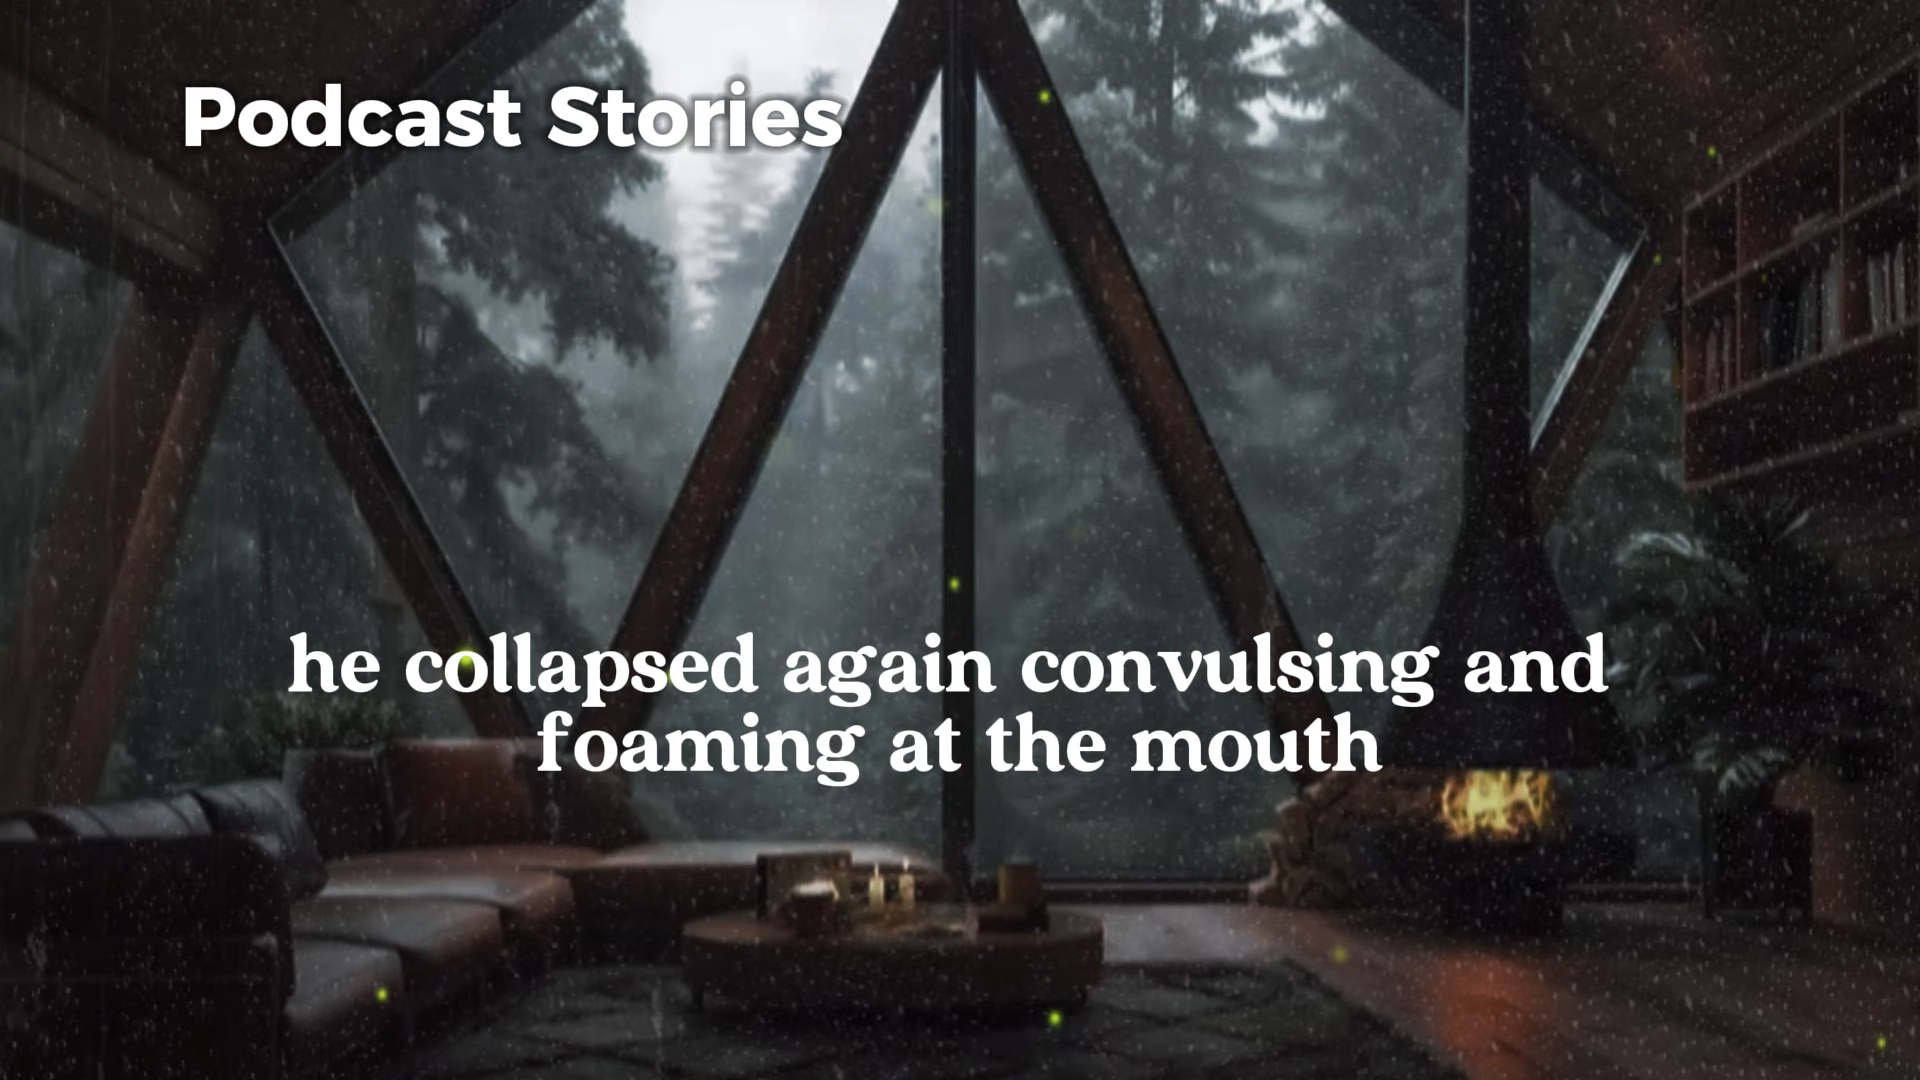 Podcast Stories
he collapsed again convulsing and
foaming at the mouth